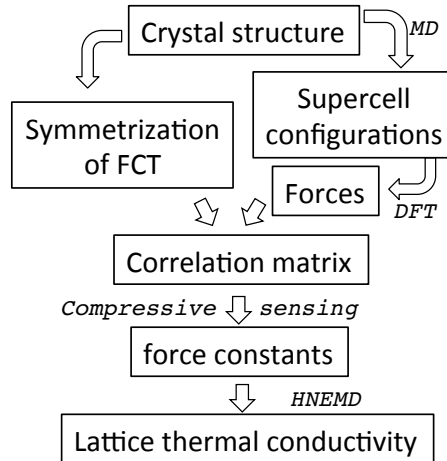 Crystal structure
MD
Symmetrization
of FCT
Supercell
configurations
Forces
DFT
Correlation matrix
Compressive sensing
force constants
HNEMD
Lattice thermal conductivity